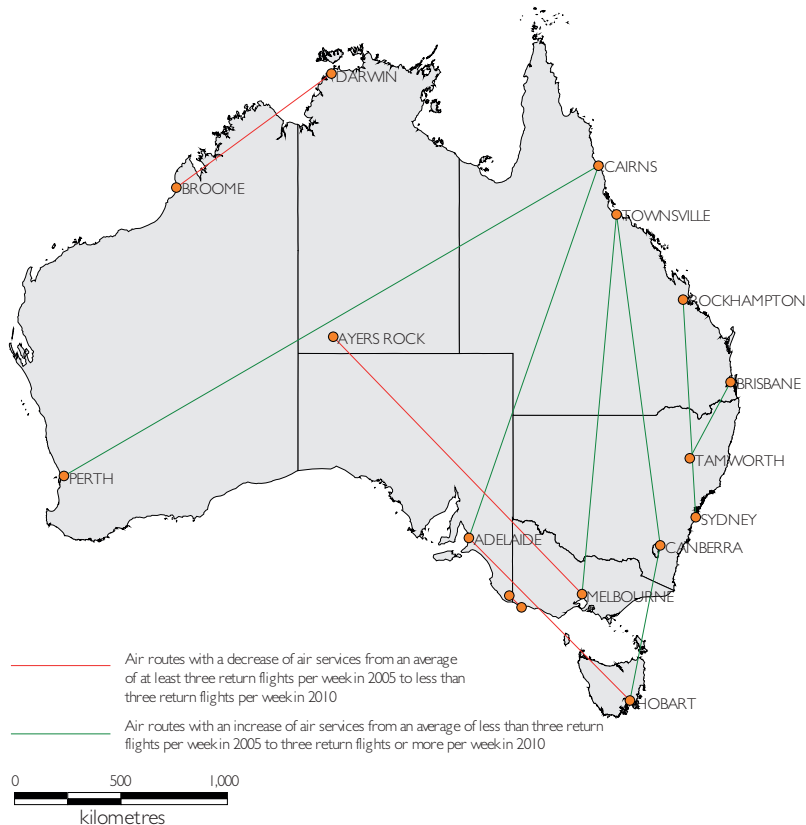 DARWIN
CAIRNS
BROOME
TOWNSVILLE
ROCKHAMPTON
AYERS ROCK
BRISBANE
TAMWORTH
PERTH
SYDNEY
ADELAIDE
CANBERRA
MELBOURNE
HOBART
Air routes with a decrease of air services from an average
of at least three return flights per week in 2005 to less than
three return flights per week in 2010
Air routes with an increase of air services from an average of less than three return
flights per week in 2005 to three return flights or more per week in 2010
0 500 1,000
kilometres